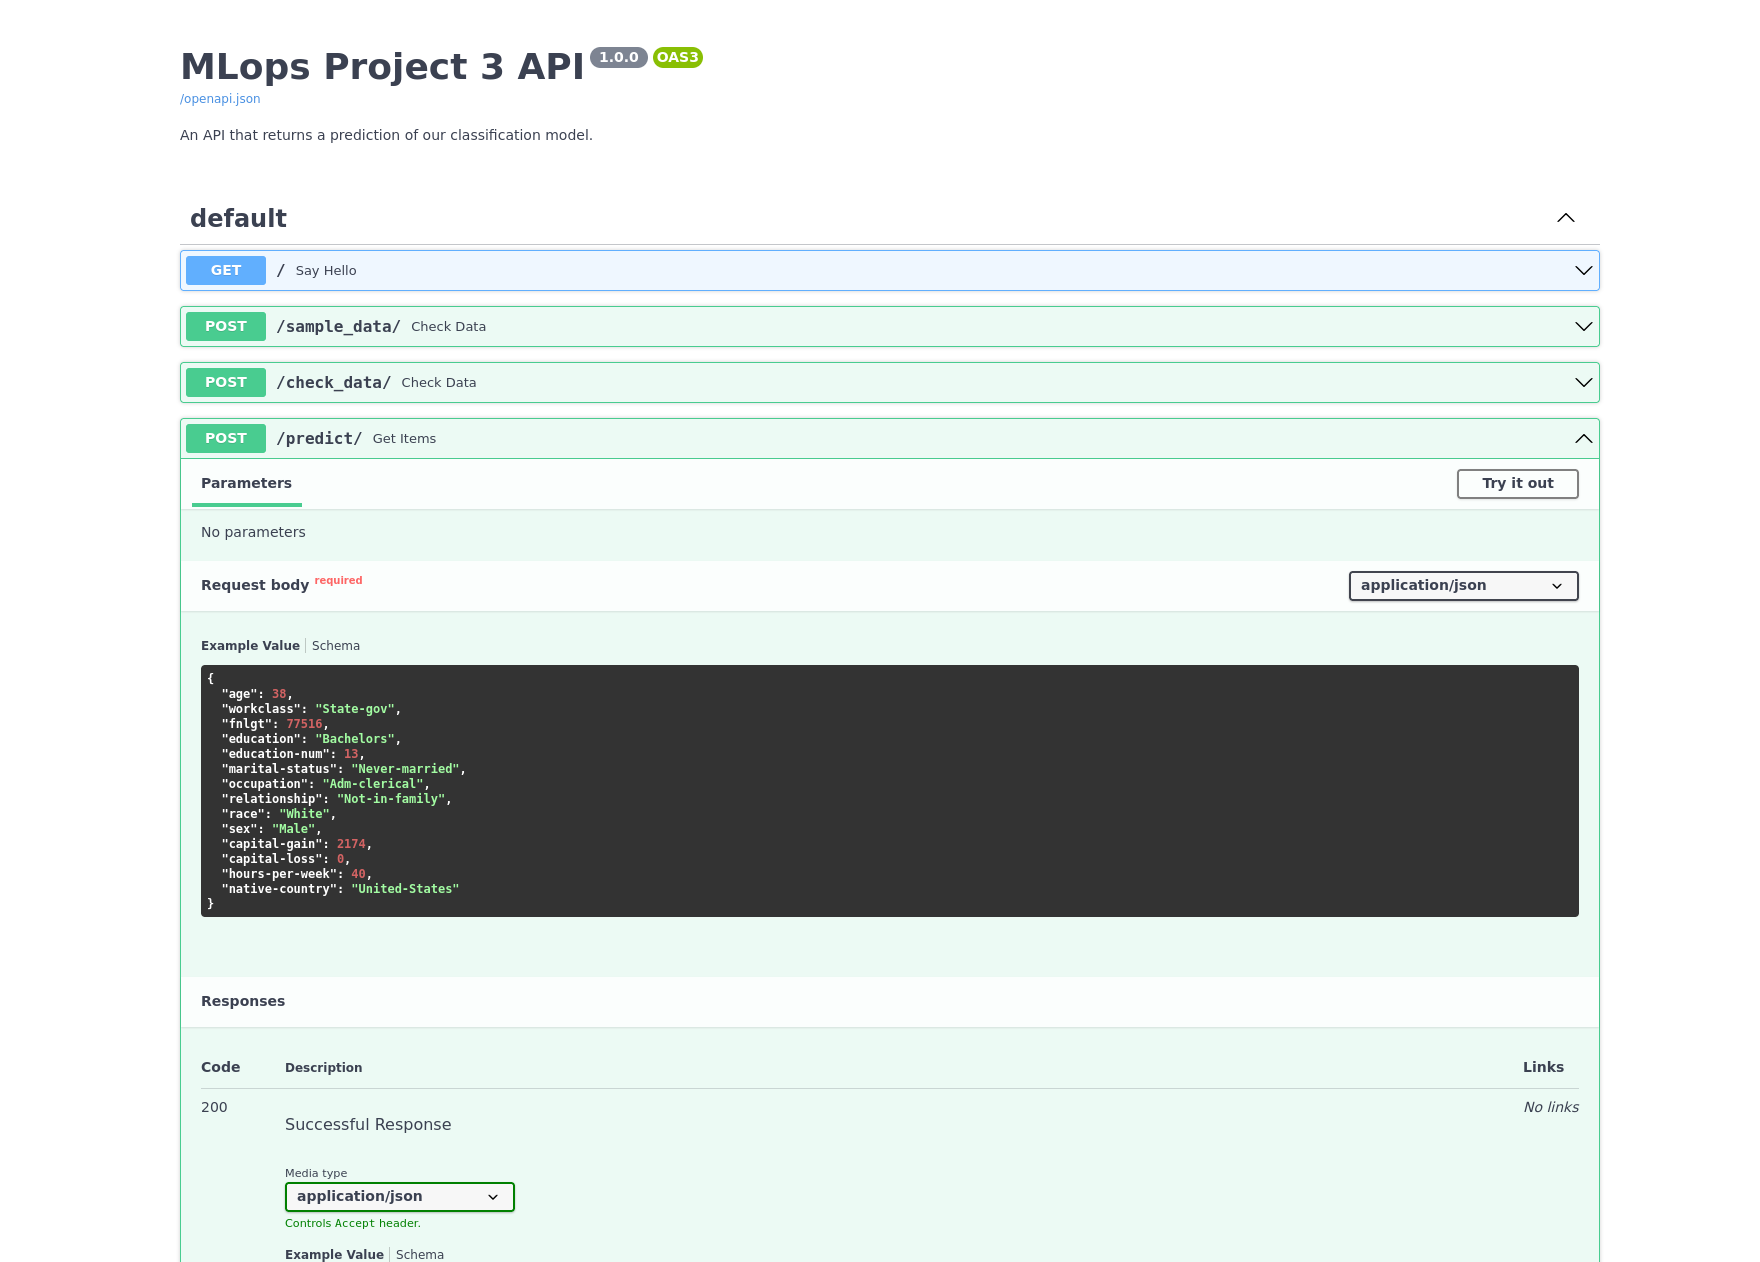 MLops Project 3 API 1.0.0 OAS3
/openapi.json
An API that returns a prediction of our classification model.
default
GET / Say Hello
POST /sample_data/ Check Data
POST /check_data/ Check Data
POST /predict/ Get Items
Parameters Try it out
No parameters
Request body required application/json
Example Value Schema
{
"age": 38,
"workclass": "State-gov",
"fnlgt": 77516,
"education": "Bachelors",
"education-num": 13,
"marital-status": "Never-married",
"occupation": "Adm-clerical",
"relationship": "Not-in-family",
"race": "White",
"sex": "Male",
"capital-gain": 2174,
"capital-loss": 0,
"hours-per-week": 40,
"native-country": "United-States"
}
Responses
Code Description Links
200 No links
Successful Response
Media type
application/json
Controls Accept header.
Example Value Schema